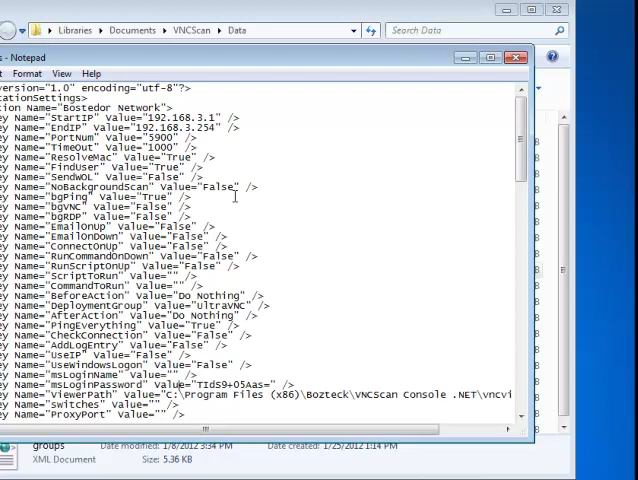 Libraries Documents VNCScan Data
Search Data
s - Notepad
t Format View Help
version="1.0" encoding="utf-8"?>
tationSettings>
tion Name="Bostedor Network">
ey Name="StartIP" Value="192.168.3.1" />
ey Name="EndIP" Value="192.168.3.254" />
ey Name="PortNum" Value="5900" />
ey Name="TimeOut" Value="1000" />
ey Name="ResolveMac" Value="True" />
ey Name="FindUser" Value="True" />
ey Name="SendWOL" Value="False" />
ey Name="NoBackgroundScan" Value="False" />
ey Name="bgPing" Value="True" />
ey Name="bgVNC" Value="False" />
ey Name="bgRDP" Value="False" />
ey Name="EmailOnUp" Value="False" />
ey Name="EmailOnDown" Value="False" />
ey Name="ConnectOnUp" Value="False" />
ey Name="RunCommandOnDown" Value="False" />
ey Name="RunScriptOnUp" Value="False" />
ey Name="ScriptToRun" Value="" />
ey Name="CommandToRun" Value="" />
ey Name="BeforeAction" Value="Do Nothing" />
ey Name="DeploymentGroup" Value="UltraVNC" />
ey Name="AfterAction" Value="Do Nothing" />
ey Name="PingEverything" Value="True" />
ey Name="CheckConnection" Value="False" />
ey Name="AddLogEntry" Value="False" />
ey Name="UseIP" Value="False" />
ey Name="UseWindowsLogon" Value="False" />
ey Name="msLoginName" Value="" />
ey Name="msLoginPassword" Value="TIdS9+05Aas=" />
ey Name="ViewerPath" Value="C:\Program Files (x86)\Bozteck\VNCScan Console .NET\vncvi
ey Name="Switches" Value="" />
ey Name="ProxyPort" Value="" />
groups Date modified: 1/8/2012 3:34 PM Date created: 1/25/2012 1:14 PM
XML Document Size: 5.36 KB